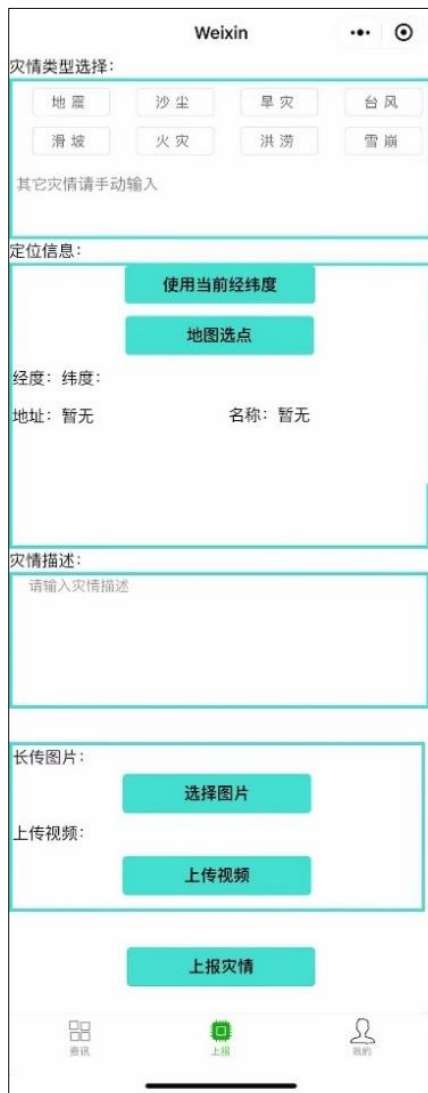 Weixin
灾情类型选择：
地震 沙尘 旱灾 台风
滑坡 火灾 洪涝 雪崩
其它灾情请手动输入
定位信息：
使用当前经纬度
地图选点
经度：纬度：
地址：暂无 名称：暂无
灾情描述：
请输入灾情描述
长传图片：
选择图片
上传视频：
上传视频
上报灾情
资讯 上报 我的